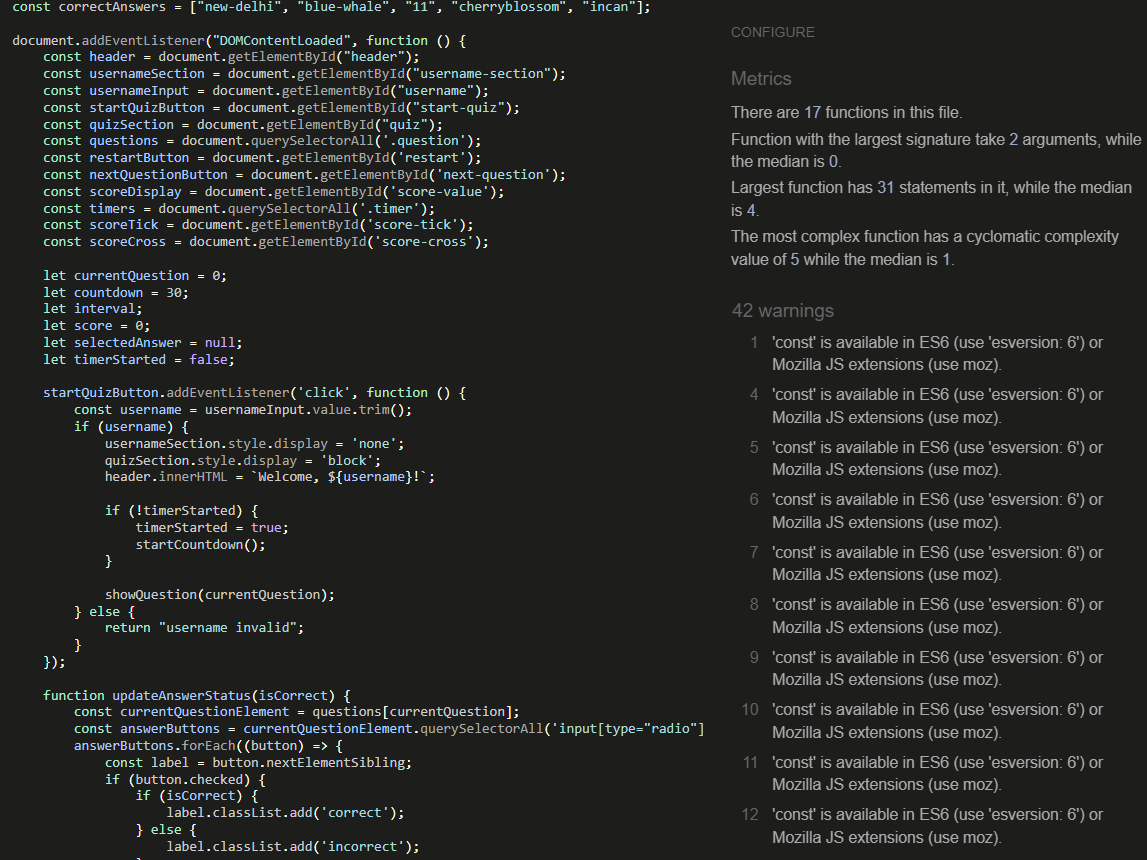 const correctAnswers = ["new-delhi", "blue-whale", "11", "cherryblossom", "incan"];
document.addEventListener("DOMContentLoaded", function () {
const header = document.getElementById("header");
const usernameSection = document.getElementById("username-section");
const usernameInput = document.getElementById("username");
const startQuizButton = document.getElementById("start-quiz");
const quizSection = document.getElementById("quiz");
const questions = document.querySelectorAll('.question');
const restartButton = document.getElementById('restart');
const nextQuestionButton = document.getElementById('next-question');
const scoreDisplay = document.getElementById('score-value');
const timers = document.querySelectorAll('.timer');
const scoreTick = document.getElementById('score-tick');
const scoreCross = document.getElementById('score-cross');
let currentQuestion = 0;
let countdown = 30;
let interval;
let score = 0;
let selectedAnswer = null;
let timerStarted = false;
startQuizButton.addEventListener('click', function () {
const username = usernameInput.value.trim();
if (username) {
usernameSection.style.display = 'none';
quizSection.style.display = 'block';
header.innerHTML = `Welcome, ${username}!`;
if (!timerStarted) {
timerStarted = true;
startCountdown();
}
showQuestion(currentQuestion);
} else {
return "username invalid";
}
});
function updateAnswerStatus(isCorrect) {
const currentQuestionElement = questions[currentQuestion];
const answerButtons = currentQuestionElement.querySelectorAll('input[type="radio"]
answerButtons.forEach((button) => {
const label = button.nextElementSibling;
if (button.checked) {
if (isCorrect) {
label.classList.add('correct');
} else {
label.classList.add('incorrect');
CONFIGURE
Metrics
There are 17 functions in this file.
Function with the largest signature take 2 arguments, while
the median is 0.
Largest function has 31 statements in it, while the median
is 4.
The most complex function has a cyclomatic complexity
value of 5 while the median is 1.
42 warnings
1 'const' is available in ES6 (use 'esversion: 6') or
Mozilla JS extensions (use moz).
4 'const' is available in ES6 (use 'esversion: 6') or
Mozilla JS extensions (use moz).
5 'const' is available in ES6 (use 'esversion: 6') or
Mozilla JS extensions (use moz).
6 'const' is available in ES6 (use 'esversion: 6') or
Mozilla JS extensions (use moz).
7 'const' is available in ES6 (use 'esversion: 6') or
Mozilla JS extensions (use moz).
8 'const' is available in ES6 (use 'esversion: 6') or
Mozilla JS extensions (use moz).
9 'const' is available in ES6 (use 'esversion: 6') or
Mozilla JS extensions (use moz).
10 'const' is available in ES6 (use 'esversion: 6') or
Mozilla JS extensions (use moz).
11 'const' is available in ES6 (use 'esversion: 6') or
Mozilla JS extensions (use moz).
12 'const' is available in ES6 (use 'esversion: 6') or
Mozilla JS extensions (use moz).